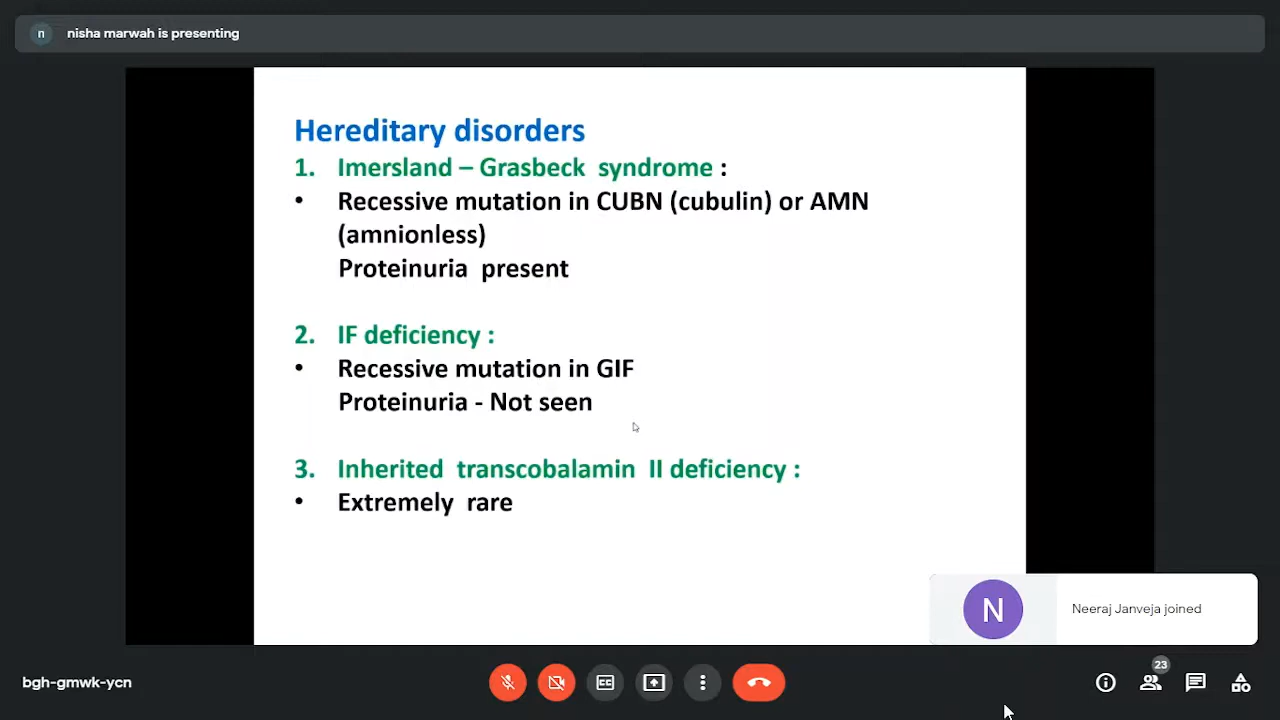 n nisha marwah is presenting
Hereditary disorders
1. Imersland – Grasbeck syndrome :
• Recessive mutation in CUBN (cubulin) or AMN
(amnionless)
Proteinuria present
2. IF deficiency :
• Recessive mutation in GIF
Proteinuria - Not seen
3. Inherited transcobalamin II deficiency :
• Extremely rare
N Neeraj Janveja joined
bgh-gmwk-ycn
CC
23